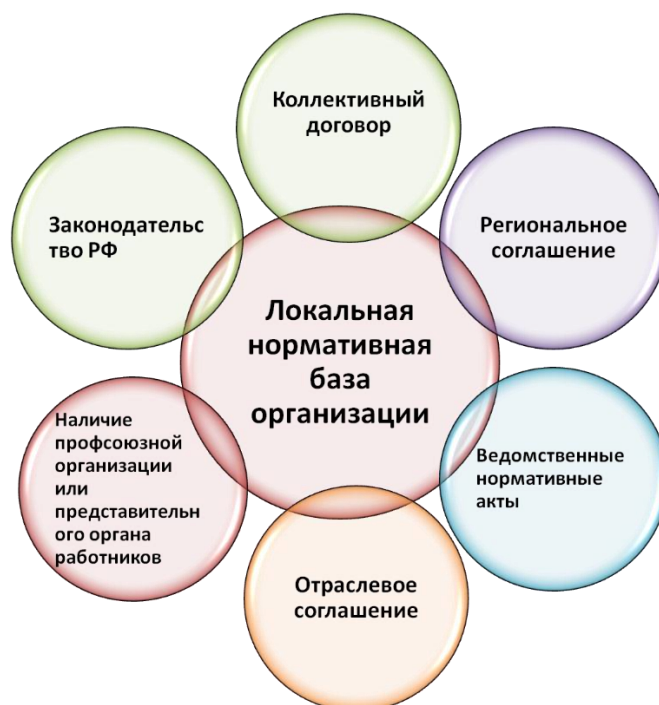 Коллективный
договор
Законодательс
тво РФ
Региональное
соглашение
Локальная
нормативная
база
организации
Наличие
профсоюзной
организации
или
представительн
ого органа
работников
Ведомственные
нормативные
акты
Отраслевое
соглашение